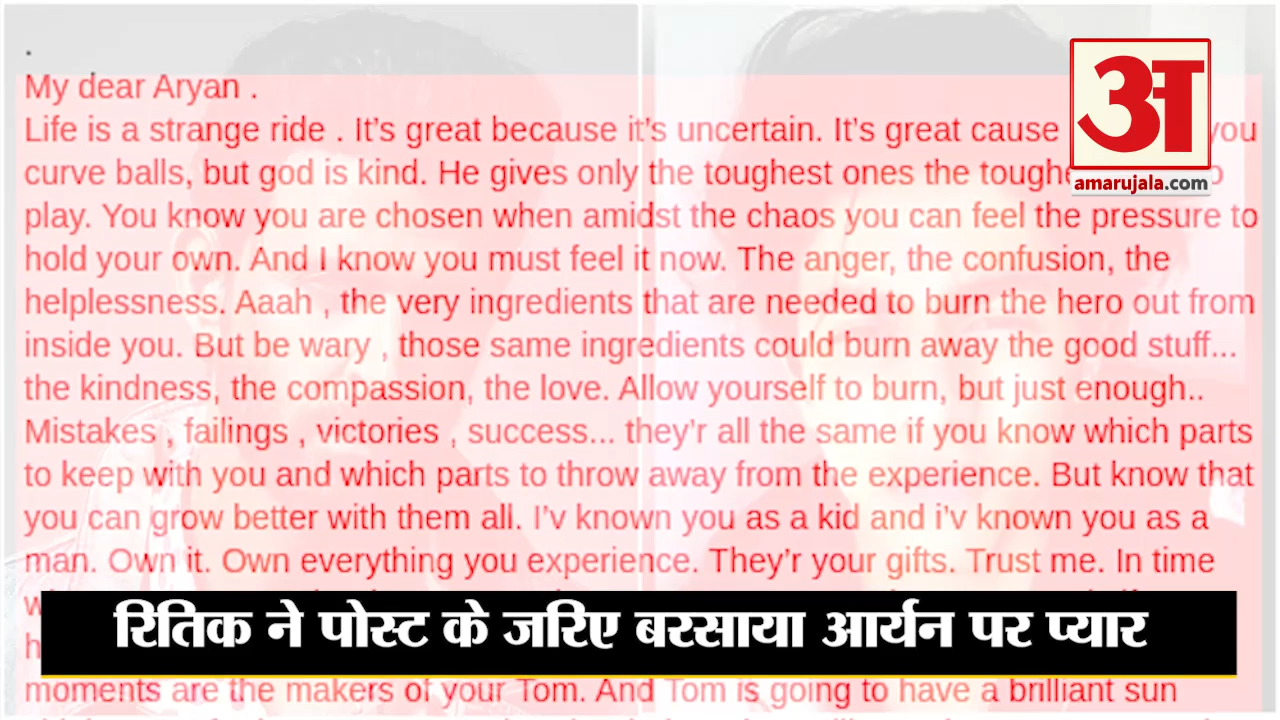 .
My dear Aryan .
Life is a strange ride . It’s great because it’s uncertain. It’s great cause you
curve balls, but god is kind. He gives only the toughest ones the
play. You know you are chosen when amidst the chaos you can feel the pressure to
hold your own. And I know you must feel it now. The anger, the confusion, the
helplessness. Aaah , the very ingredients that are needed to burn the hero out from
inside you. But be wary , those same ingredients could burn away the good stuff...
the kindness, the compassion, the love. Allow yourself to burn, but just enough..
Mistakes , failings , victories , success... they’r all the same if you know which parts
to keep with you and which parts to throw away from the experience. But know that
you can grow better with them all. I’v known you as a kid and i’v known you as a
man. Own it. Own everything you experience. They’r your gifts. Trust me. In time
moments are the makers of your Tom. And Tom is going to have a brilliant sun
अ
amarujala.com
रितिक ने पोस्ट के जरिए बरसाया आर्यन पर प्यार